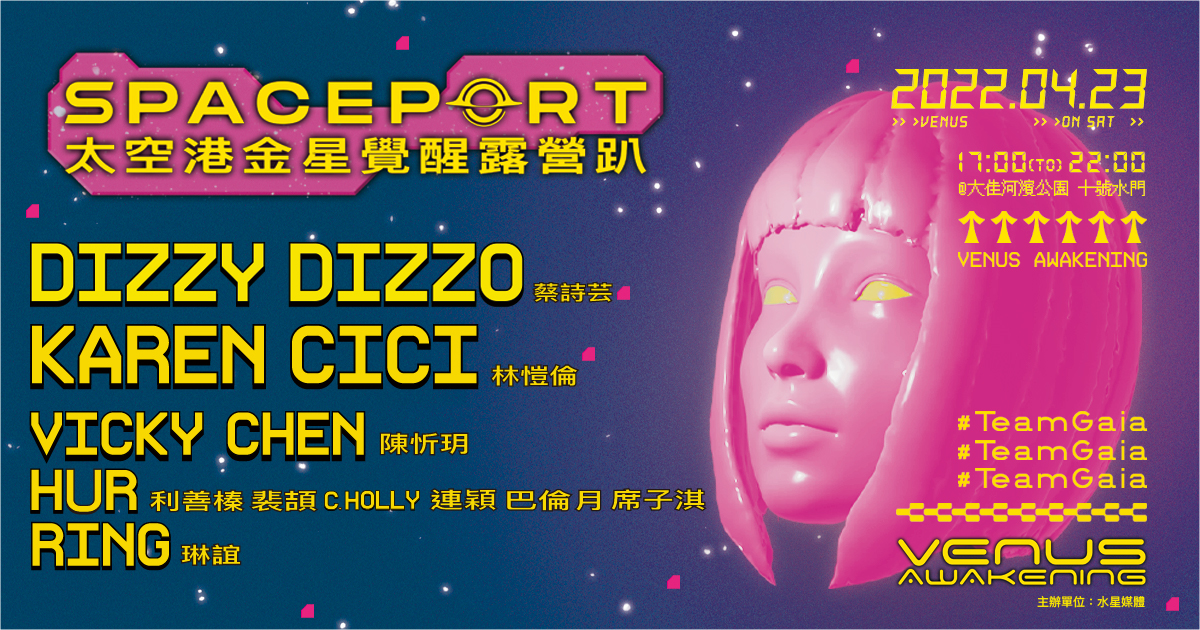 SPACEPORT
太空港金星覺醒露營趴
DIZZY DIZZO 蔡詩芸
KAREN CICI 林愷倫
VICKY CHEN 陳忻玥
HUR 利善榛 裴頡 C.HOLLY 連穎 巴倫月 席子淇
RING 琳誼
2022.04.23
>> >VENUS >> >ON SAT >>
17:00(TO)22:00
@大佳河濱公園 十號水門
↑↑↑↑↑↑
VENUS AWAKENING
#TeamGaia
#TeamGaia
#TeamGaia
VENUS
AWAKENING
主辦單位：水星媒體